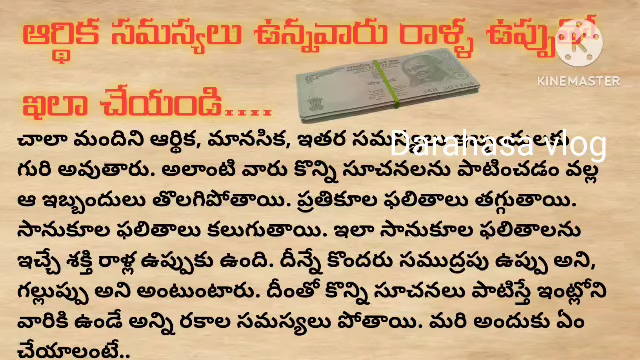 ఆర్థిక సమస్యలు ఉన్నవారు రాళ్ళ ఉప్పుతో
KINEMASTER
ఇలా చేయండి....
చాలా మందిని ఆర్థిక, మానసిక, ఇతర
Darahasa vlog
గురి అవుతారు. అలాంటి వారు కొన్ని సూచనలను పాటించడం వల్ల
ఆ ఇబ్బందులు తొలగిపోతాయి. ప్రతికూల ఫలితాలు తగ్గుతాయి.
సానుకూల ఫలితాలు కలుగుతాయి. ఇలా సానుకూల ఫలితాలను
ఇచ్చే శక్తి రాళ్ల ఉప్పుకు ఉంది. దీన్నే కొందరు సముద్రపు ఉప్పు అని,
గల్లుప్పు అని అంటుంటారు. దీంతో కొన్ని సూచనలు పాటిస్తే ఇంట్లోని
వారికి ఉండే అన్ని రకాల సమస్యలు పోతాయి. మరి అందుకు ఏం
చేయాలంటే..